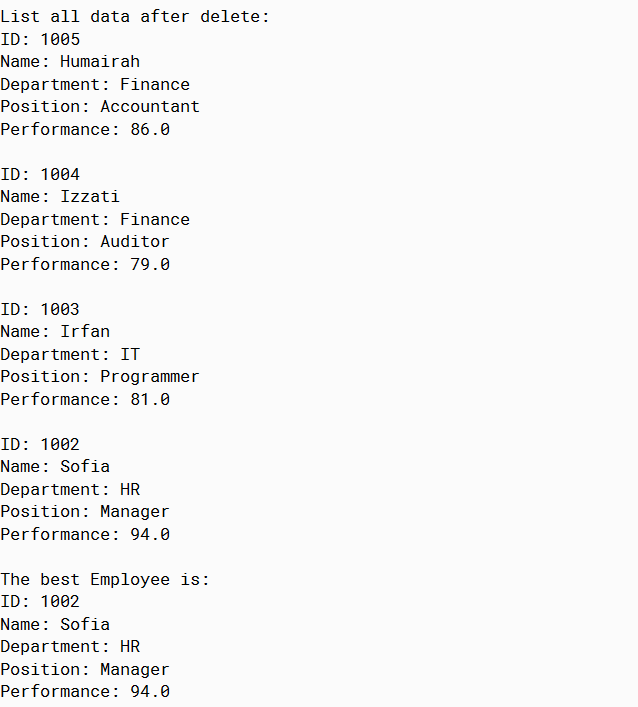 List all data after delete:
ID: 1005
Name: Humairah
Department: Finance
Position: Accountant
Performance: 86.0
ID: 1004
Name: Izzati
Department: Finance
Position: Auditor
Performance: 79.0
ID: 1003
Name: Irfan
Department: IT
Position: Programmer
Performance: 81.0
ID: 1002
Name: Sofia
Department: HR
Position: Manager
Performance: 94.0
The best Employee is:
ID: 1002
Name: Sofia
Department: HR
Position: Manager
Performance: 94.0